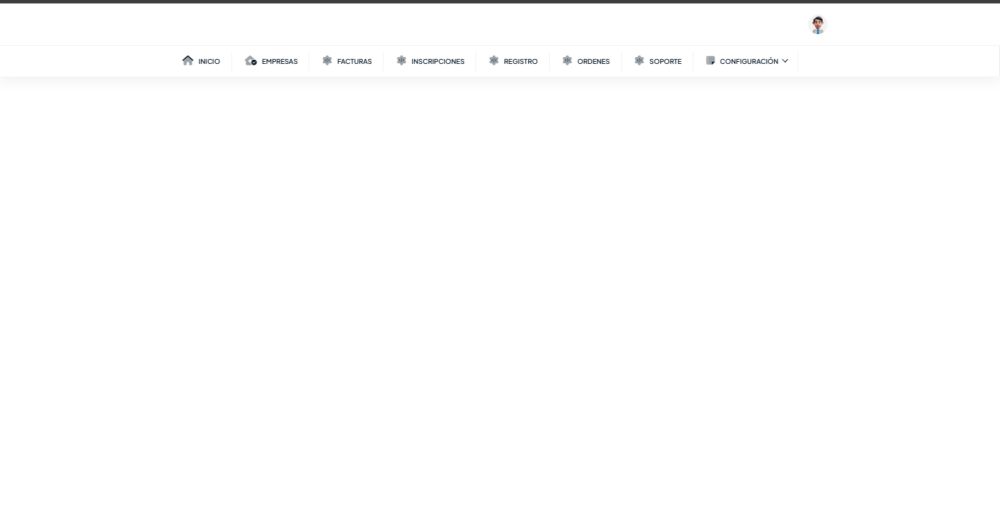 INICIO EMPRESAS FACTURAS INSCRIPCIONES REGISTRO ORDENES SOPORTE CONFIGURACIÓN